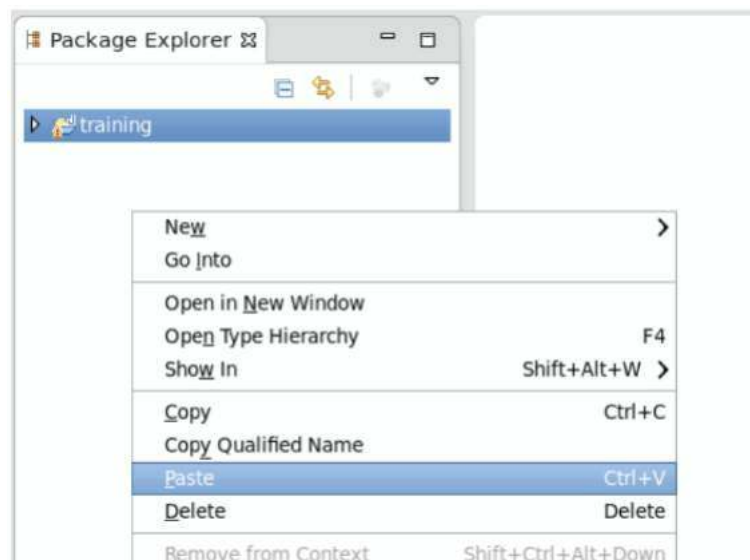 Package Explorer
training
New
Go Into
Open in New Window
Open Type Hierarchy F4
Show In Shift+Alt+W
Copy Ctrl+C
Copy Qualified Name
Paste Ctrl+V
Delete Delete
Remove from Context Shift+Ctrl+Alt+Down